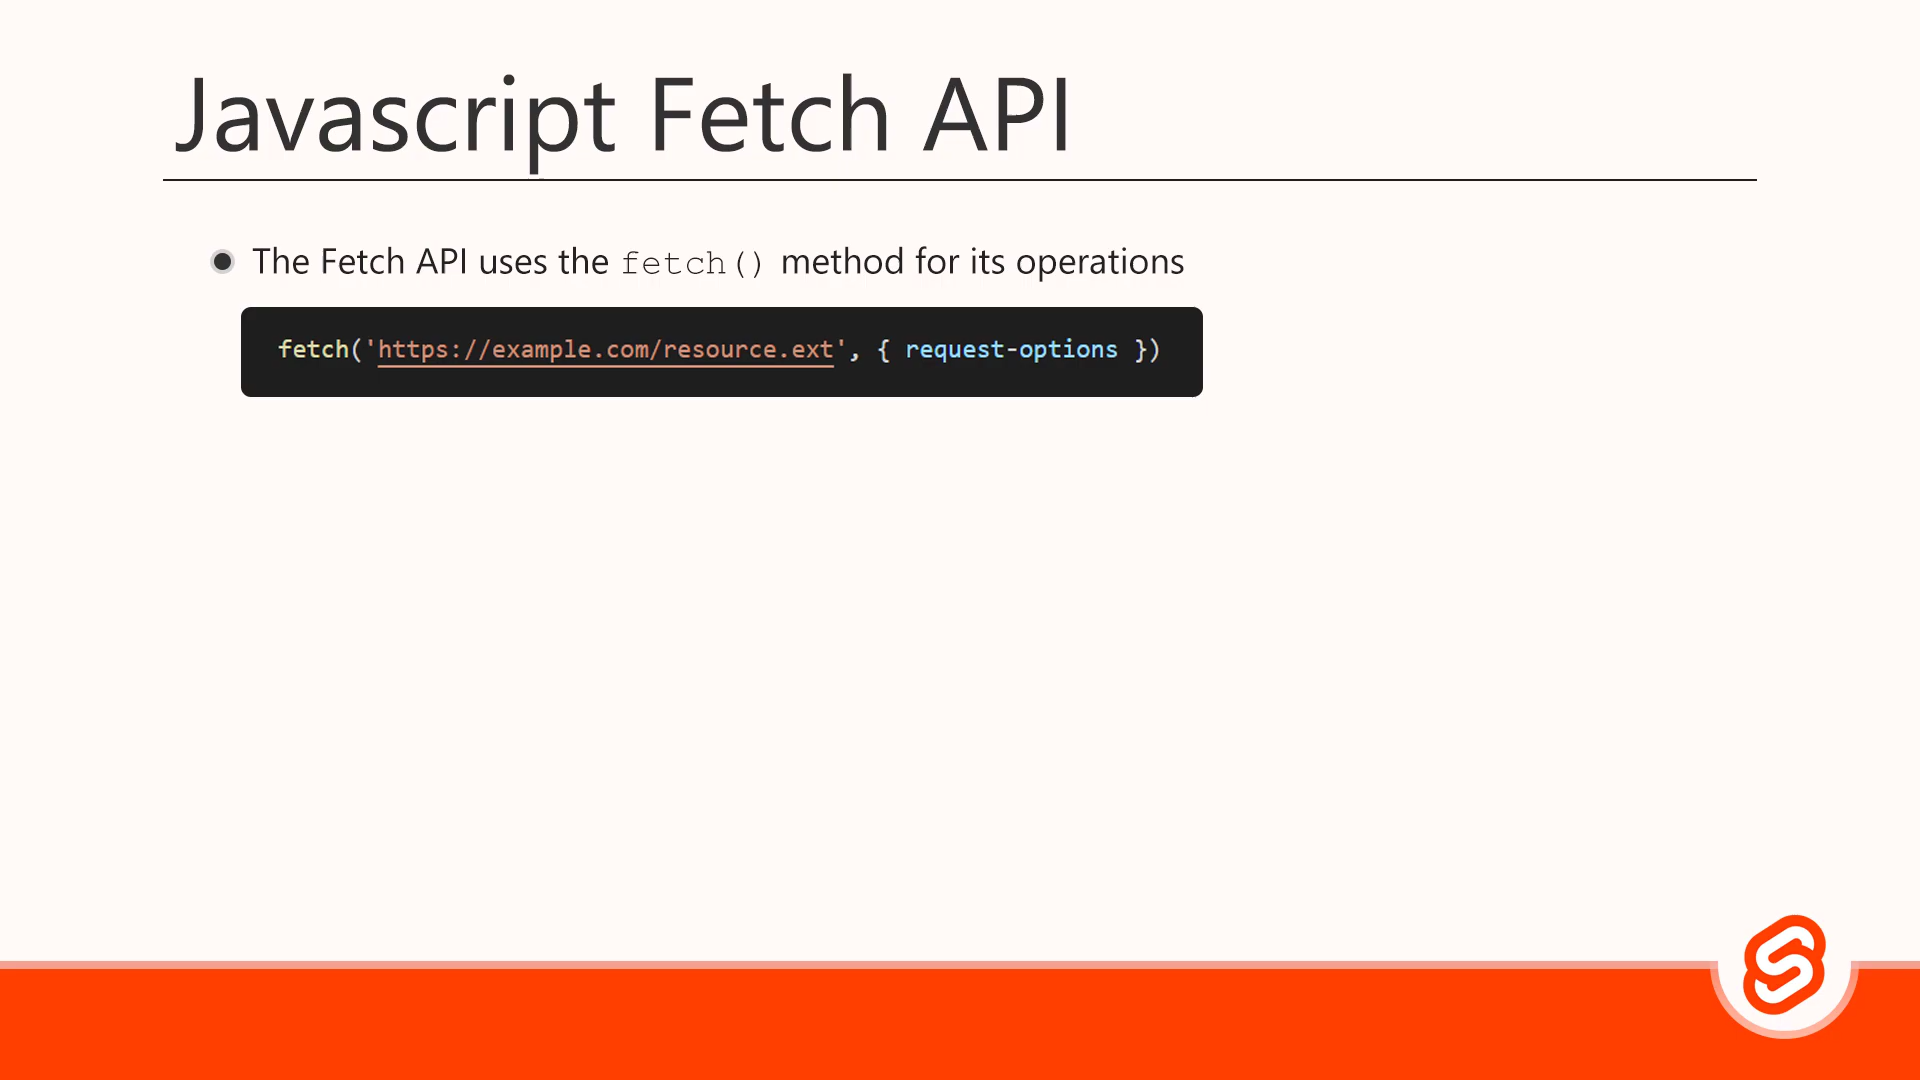 Javascript Fetch API
The Fetch API uses the fetch() method for its operations
fetch('https://example.com/resource.ext', { request-options })